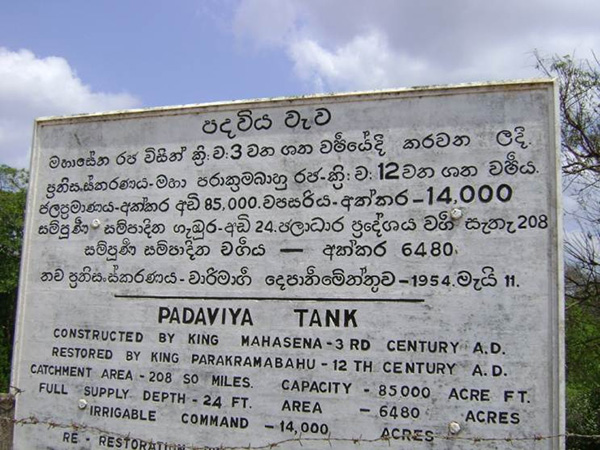 පදවිය වැව
මහාසේන රජ විසින් ක්‍රි: ව: 3 වන ශත වර්ෂයේදී කරවන ලදී.
ප්‍රතිසංස්කරණය-මහා පරාක්‍රමබාහු රජ-ක්‍රි: ව: 12 වන ශත වර්ෂය.
ජලප්‍රමාණය-අක්කර අඩි 85,000. වපසරිය-අක්කර - 14,000
සම්පූර්ණ සම්පාදිත ගැඹුර-අඩි 24. ජලාධාර ප්‍රදේශය වර්ග සැත: 208
සම්පූර්ණ සම්පාදිත වර්ගය — අක්කර 6480
නව ප්‍රතිසංස්කරණය-වාරිමාර්ග දෙපාර්තමේන්තුව-1954. මැයි 11.
PADAVIYA TANK
CONSTRUCTED BY KING MAHASENA - 3 RD CENTURY A.D.
RESTORED BY KING PARAKRAMABAHU - 12 TH CENTURY A.D.
CATCHMENT AREA - 208 SQ MILES. CAPACITY - 85000 ACRE FT.
FULL SUPPLY DEPTH - 24 FT. AREA - 6480 ACRES
IRRIGABLE COMMAND - 14,000 ACRES
RE - RESTORATION